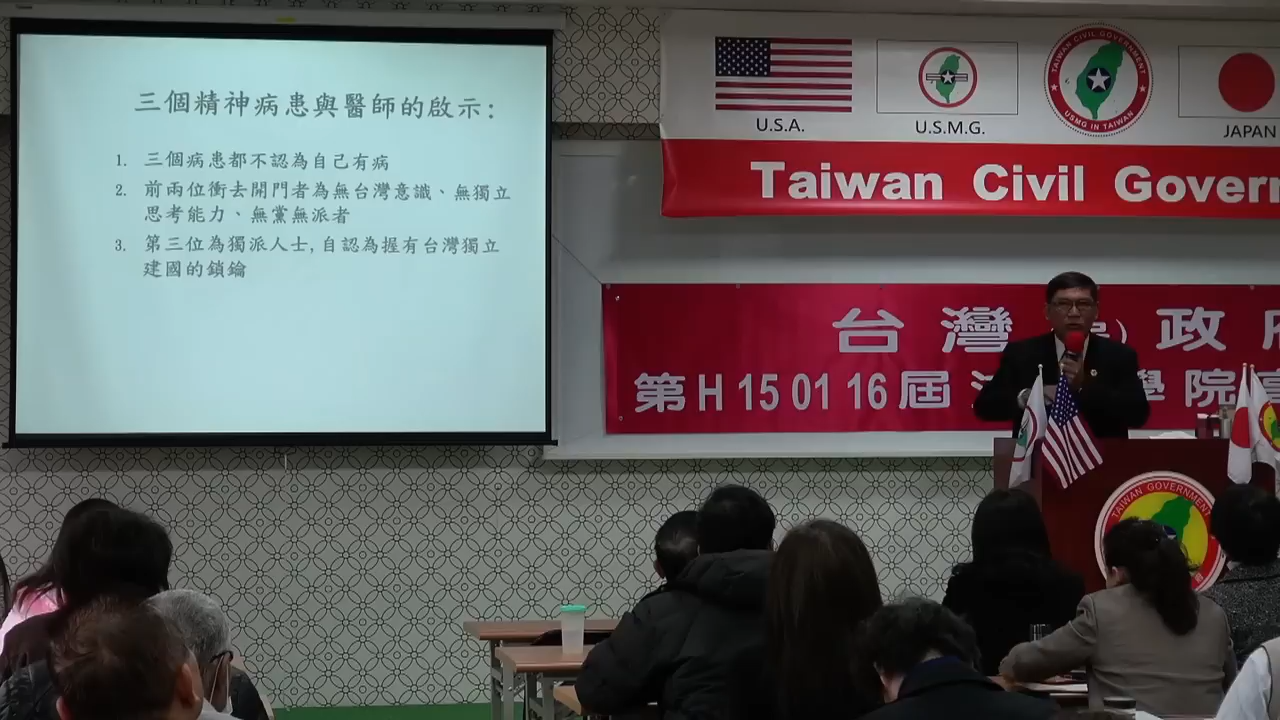 三個精神病患與醫師的啟示：
1. 三個病患都不認為自己有病
2. 前兩位衝去開門者為無台灣意識、無獨立
思考能力、無黨無派者
3. 第三位為獨派人士，自認為握有台灣獨立
建國的鎖鑰
U.S.A.
U.S.M.G.
TAIWAN CIVIL GOVERNMENT
USMG IN TAIWAN
JAPAN
Taiwan Civil Govern
台灣 政府
第H 15 01 16屆 學院
TAIWAN GOVERNMENT